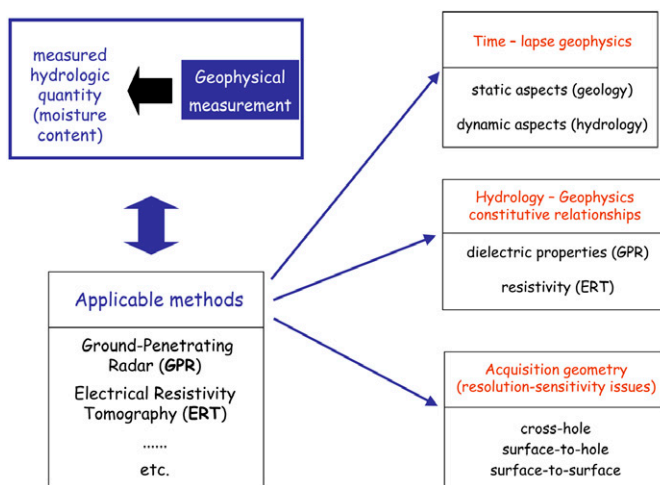 measured
hydrologic
quantity
(moisture
content)
Geophysical
measurement
Applicable methods
Ground-Penetrating
Radar (GPR)
Electrical Resistivity
Tomography (ERT)
......
etc.
Time – lapse geophysics
static aspects (geology)
dynamic aspects (hydrology)
Hydrology – Geophysics
constitutive relationships
dielectric properties (GPR)
resistivity (ERT)
Acquisition geometry
(resolution-sensitivity issues)
cross-hole
surface-to-hole
surface-to-surface